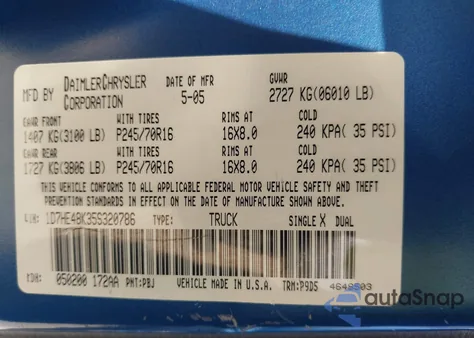 MFD BY DAIMLERCHRYSLER CORPORATION DATE OF MFR 5-05 GVWR 2727 KG(06010 LB)
GAWR FRONT WITH TIRES RIMS AT COLD
1407 KG(3100 LB) P245/70R16 16X8.0 240 KPA( 35 PSI)
GAWR REAR WITH TIRES RIMS AT COLD
1727 KG(3806 LB) P245/70R16 16X8.0 240 KPA( 35 PSI)
THIS VEHICLE CONFORMS TO ALL APPLICABLE FEDERAL MOTOR VEHICLE SAFETY AND THEFT
PREVENTION STANDARDS IN EFFECT ON THE DATE OF MANUFACTURE SHOWN ABOVE.
VIN: 1D7HE48K35S320786 TYPE: TRUCK SINGLE X DUAL
MDH: 050200 172AA PNT:PBJ VEHICLE MADE IN U.S.A. TRM:P9D5
autoSnap